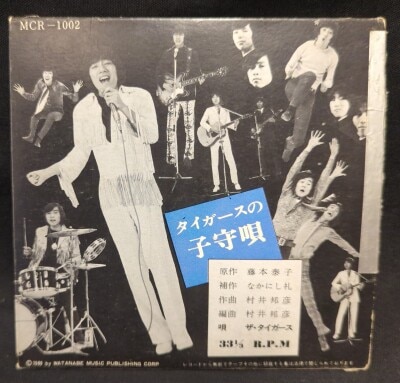 MCR-1002
タイガースの
子守唄
原作 藤本泰子
補作 なかにし礼
作曲 村井邦彦
編曲 村井邦彦
唄 ザ・タイガース
33⅓ R.P.M
by WATANABE MUSIC PUBLISHING CORP